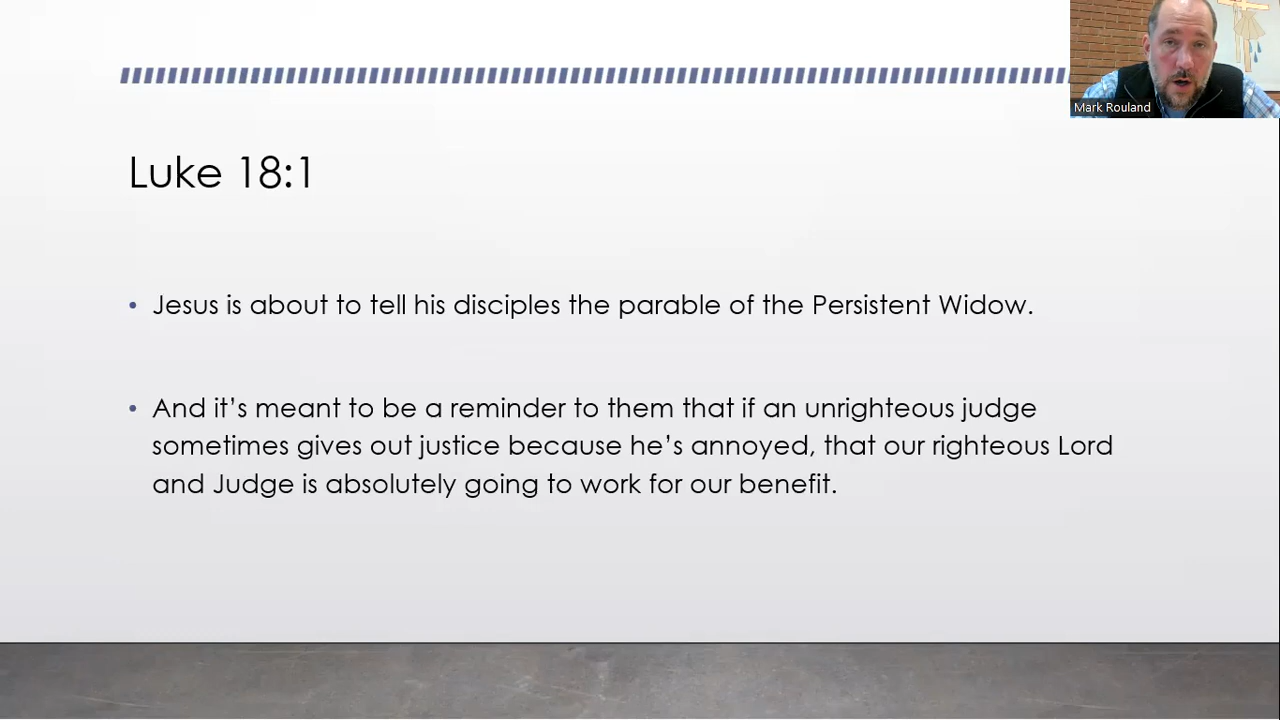 Mark Rouland
Luke 18:1
• Jesus is about to tell his disciples the parable of the Persistent Widow.
• And it’s meant to be a reminder to them that if an unrighteous judge
sometimes gives out justice because he’s annoyed, that our righteous Lord
and Judge is absolutely going to work for our benefit.